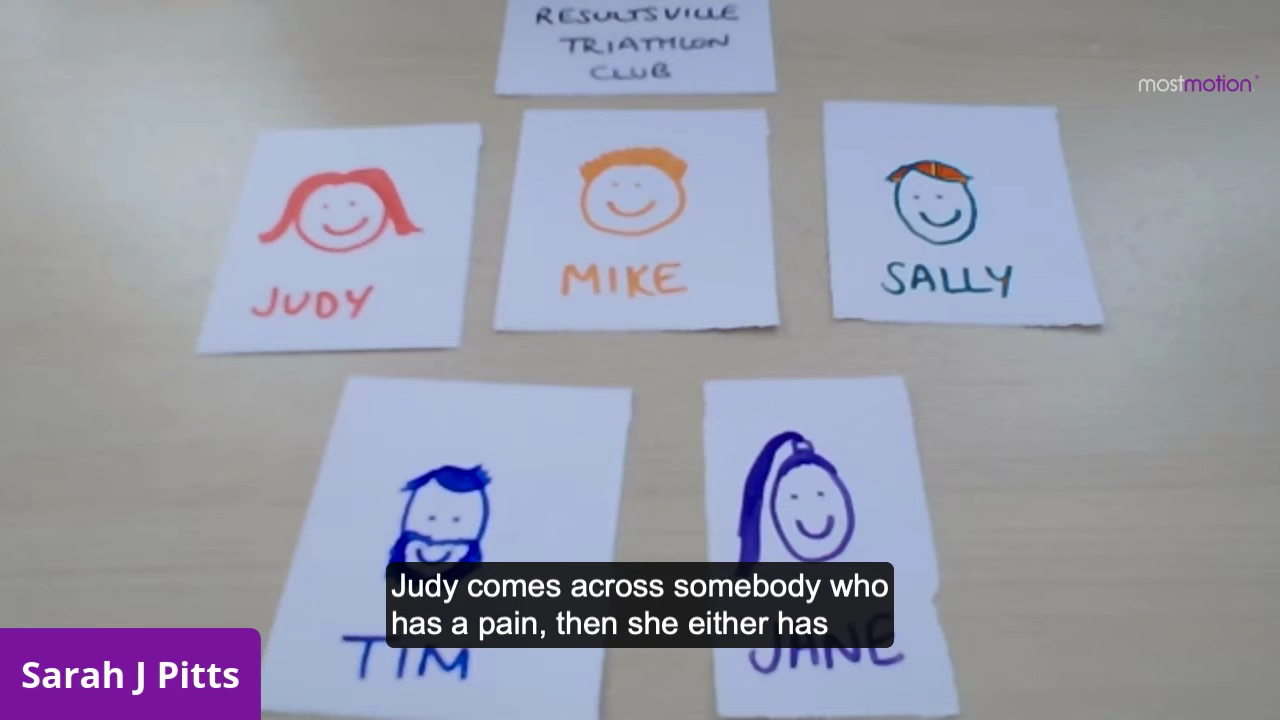 RESULTSVILLE
TRIATHLON
CLUB
mostmotion
JUDY
MIKE
SALLY
Judy comes across somebody who
has a pain, then she either has
TIM
JANE
Sarah J Pitts